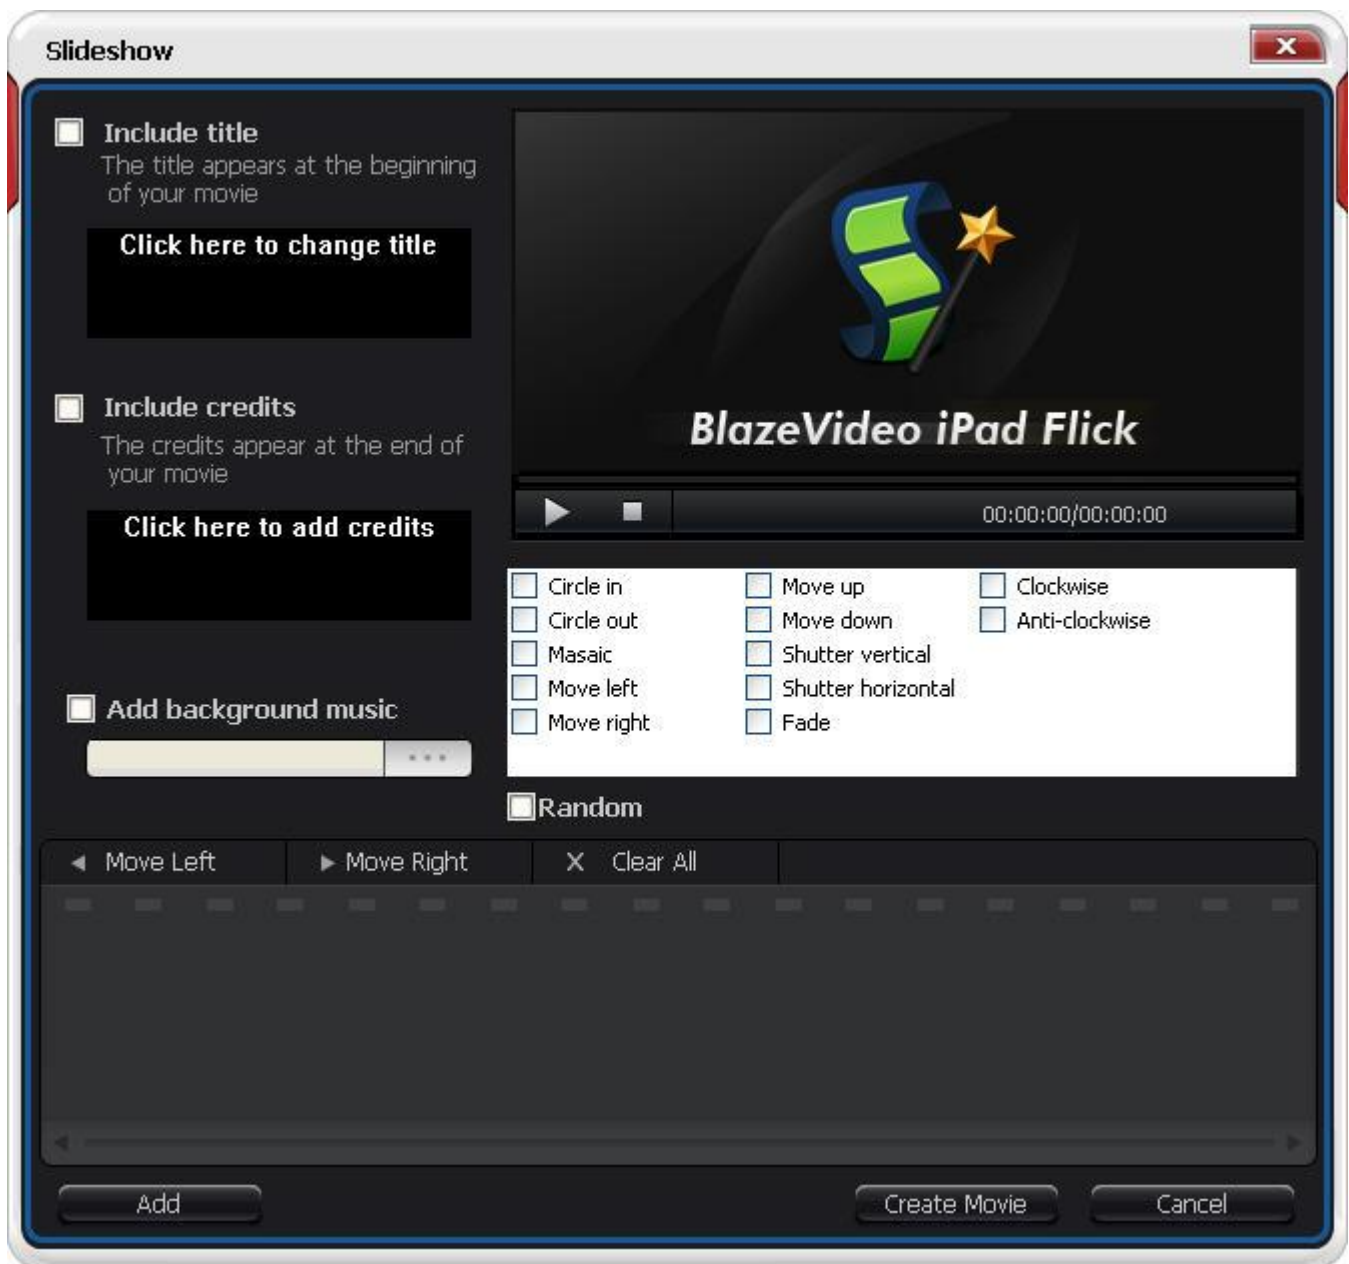 Slideshow
Include title
The title appears at the beginning
of your movie
Click here to change title
Include credits
The credits appear at the end of
your movie
Click here to add credits
Add background music
...
BlazeVideo iPad Flick
00:00:00/00:00:00
Circle in
Circle out
Masaic
Move left
Move right
Move up
Move down
Shutter vertical
Shutter horizontal
Fade
Clockwise
Anti-clockwise
Random
Move Left
Move Right
X Clear All
Add
Create Movie
Cancel